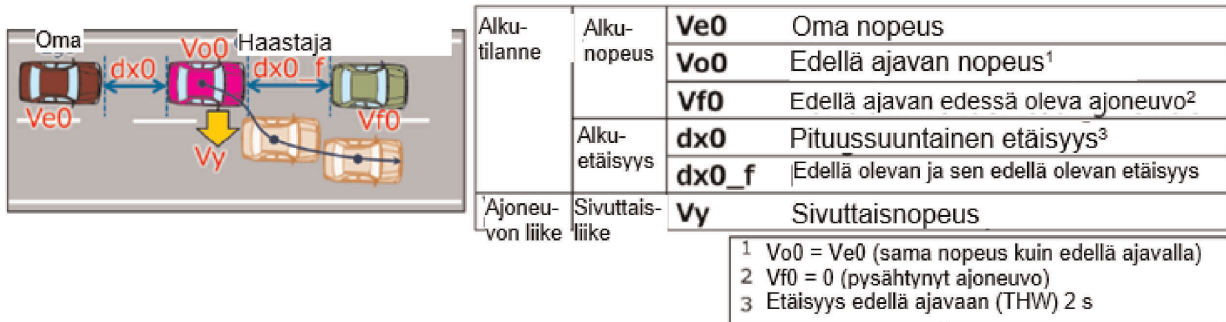 Oma
Vo0
Haastaja
dx0
dx0_f
Ve0
Vf0
Vy
Alku-
tilanne
Alku-
nopeus
Ve0 Oma nopeus
Vo0 Edellä ajavan nopeus¹
Vf0 Edellä ajavan edessä oleva ajoneuvo²
Alku-
etäisyys
dx0 Pituussuuntainen etäisyys³
dx0_f Edellä olevan ja sen edellä olevan etäisyys
Ajoneu-
von liike
Sivuttais-
liike
Vy Sivuttaisnopeus
1 Vo0 = Ve0 (sama nopeus kuin edellä ajavalla)
2 Vf0 = 0 (pysähtynyt ajoneuvo)
3 Etäisyys edellä ajavaan (THW) 2 s